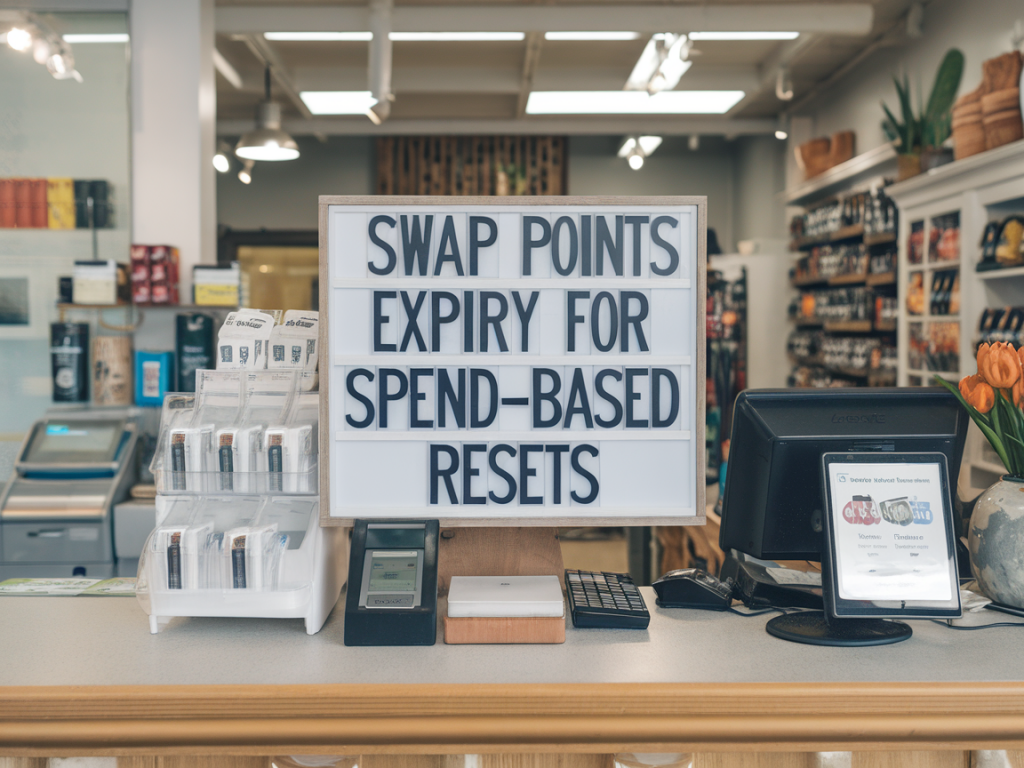 SWAP POINTS
EXPIRY FOR
SPEND-BASED
RESETS